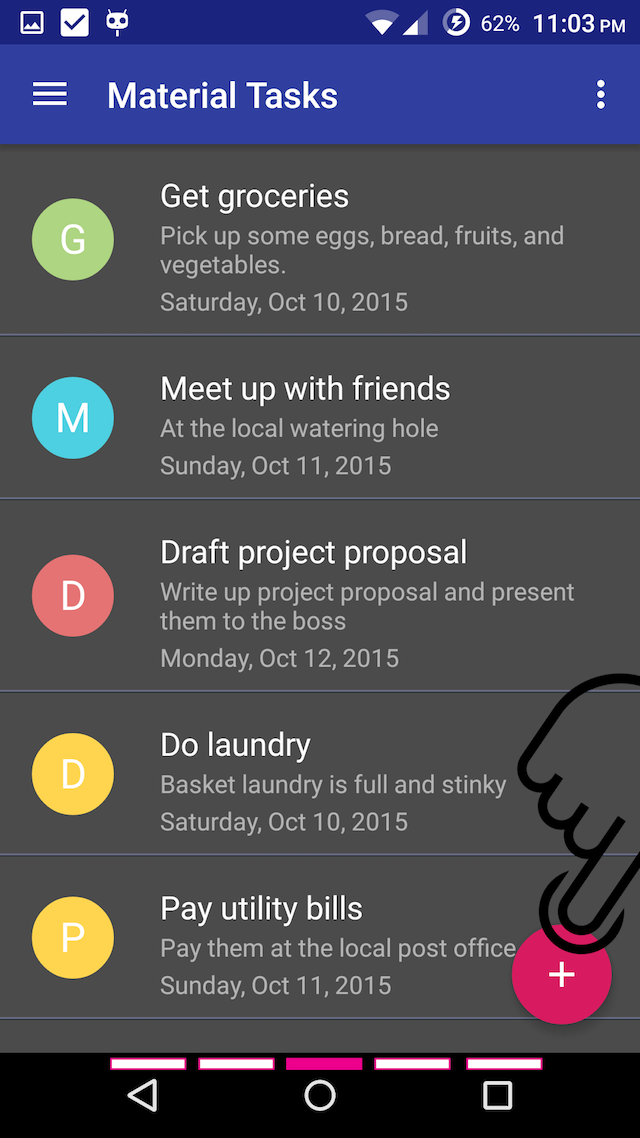 62% 11:03 PM
Material Tasks
G
Get groceries
Pick up some eggs, bread, fruits, and
vegetables.
Saturday, Oct 10, 2015
M
Meet up with friends
At the local watering hole
Sunday, Oct 11, 2015
D
Draft project proposal
Write up project proposal and present
them to the boss
Monday, Oct 12, 2015
D
Do laundry
Basket laundry is full and stinky
Saturday, Oct 10, 2015
P
Pay utility bills
Pay them at the local post office
Sunday, Oct 11, 2015
+